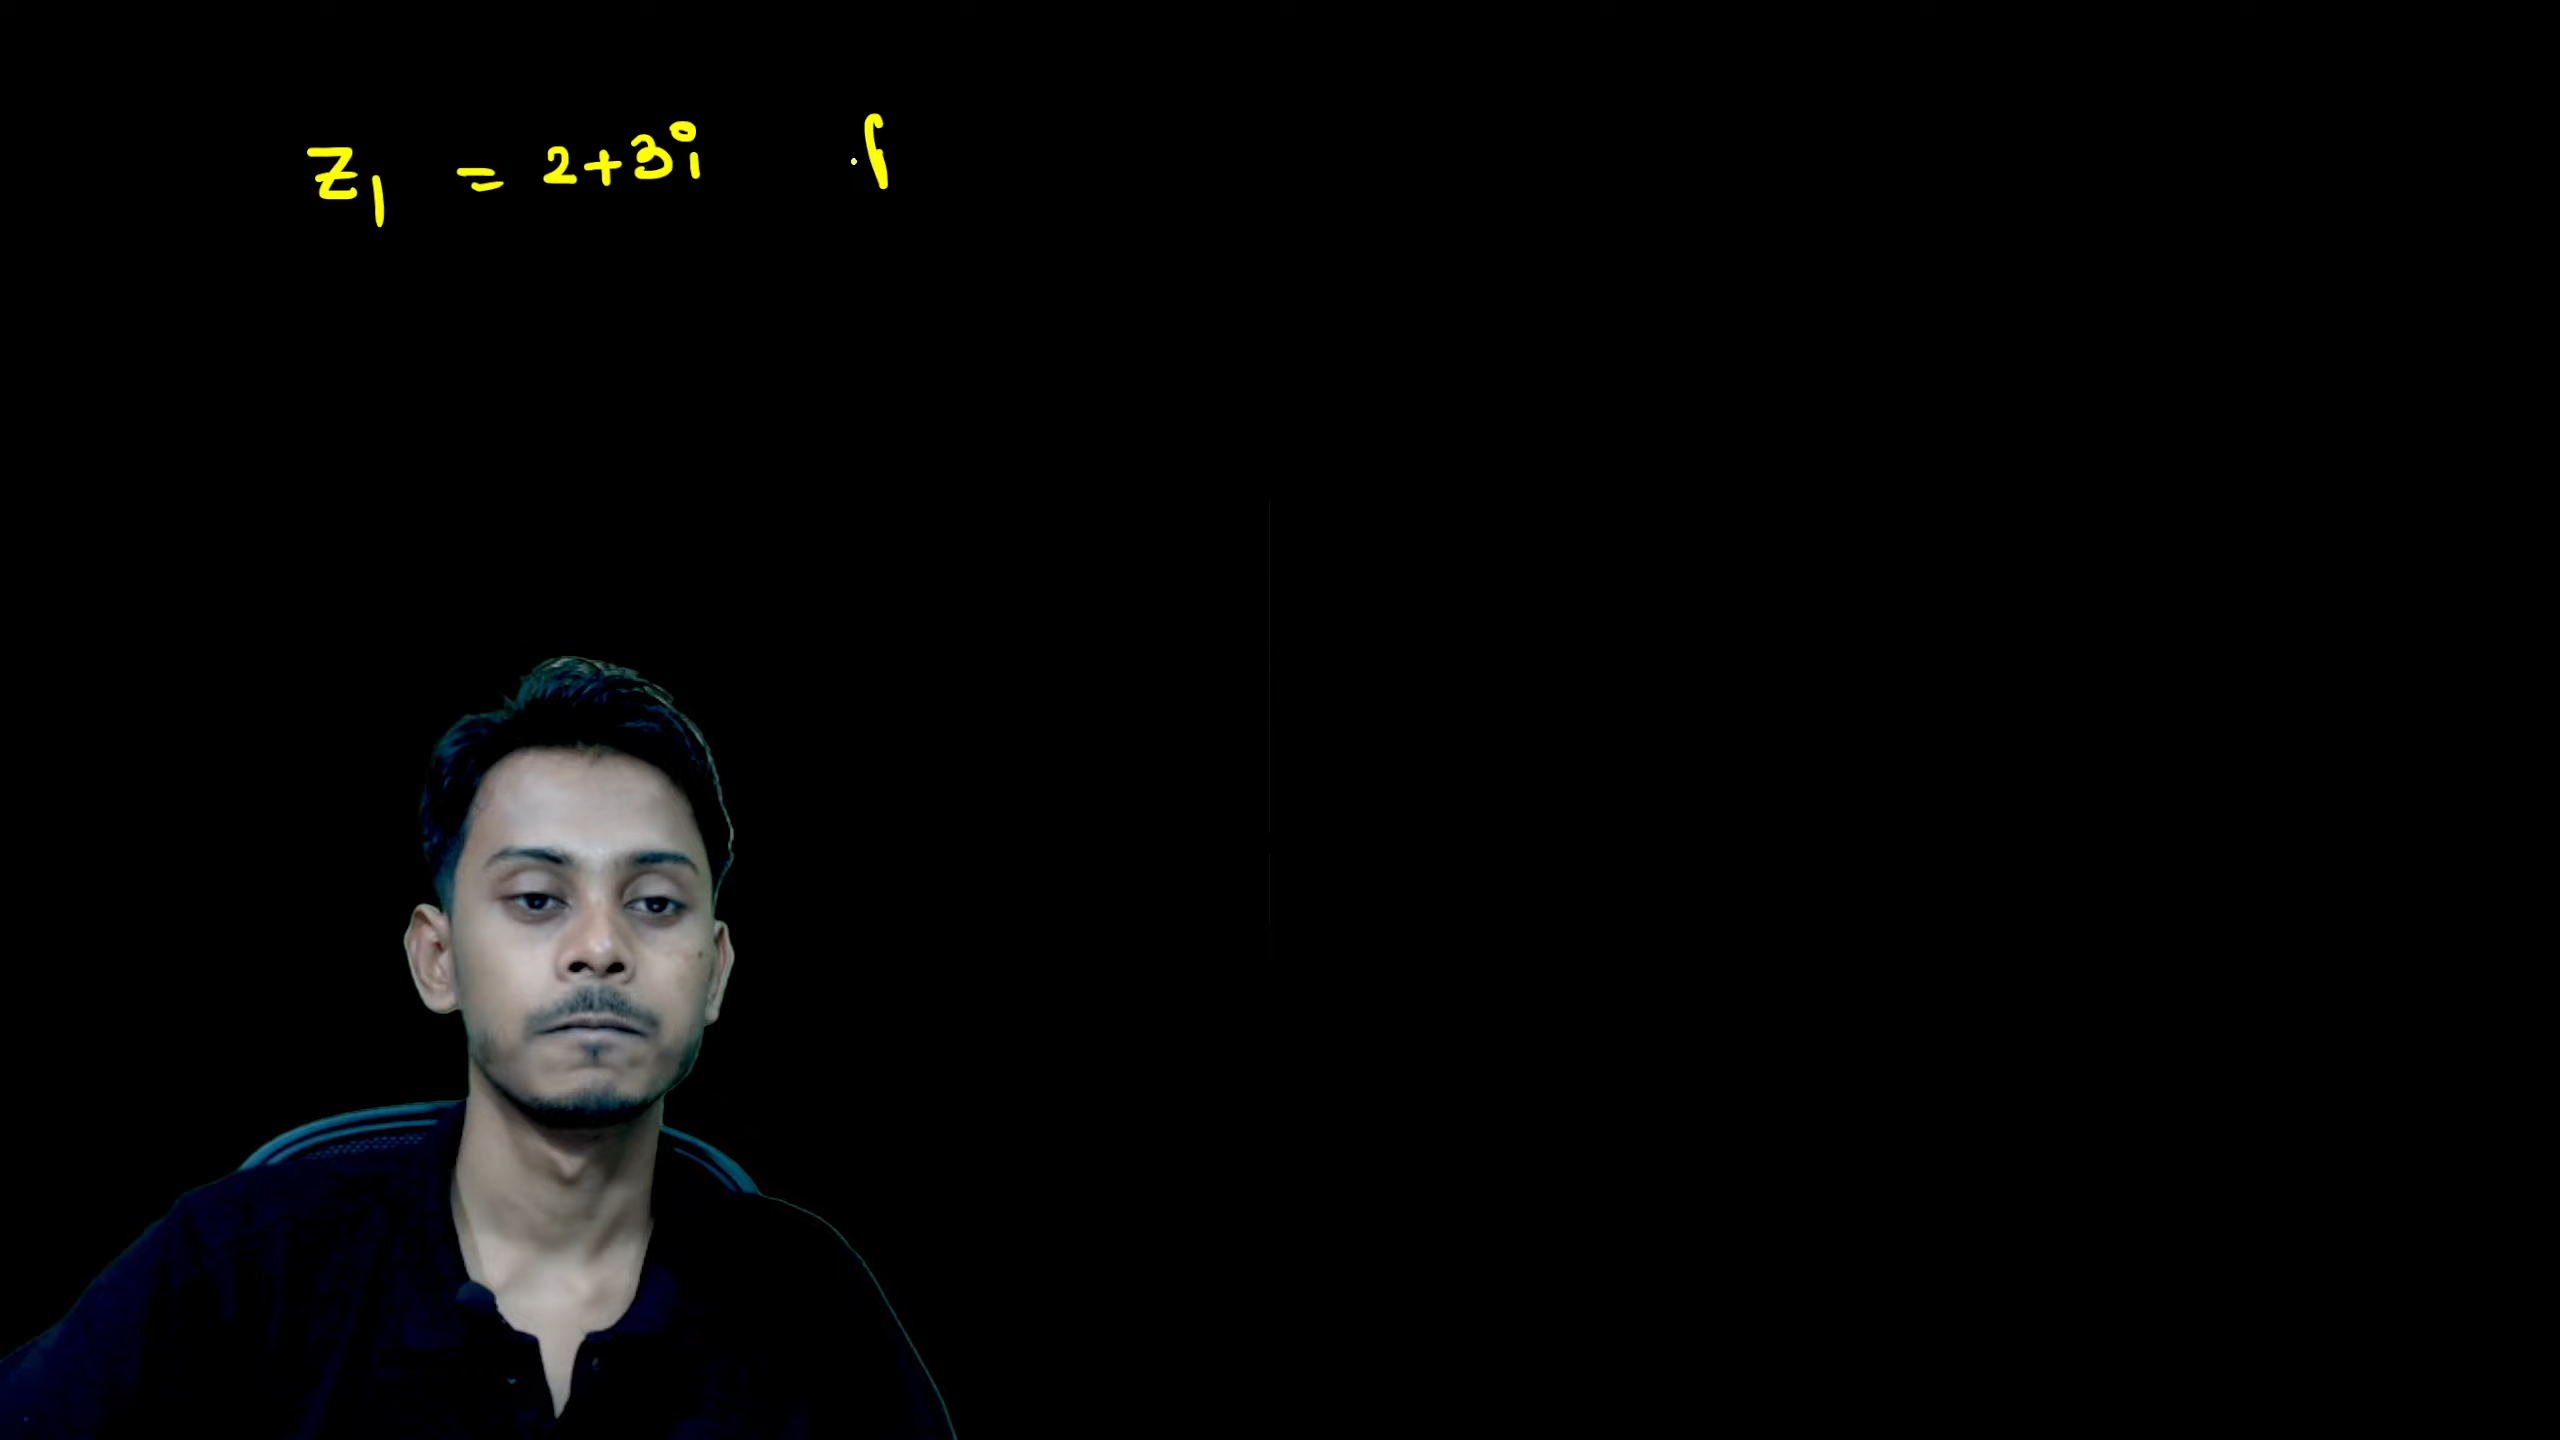 z₁ = 2+3i f